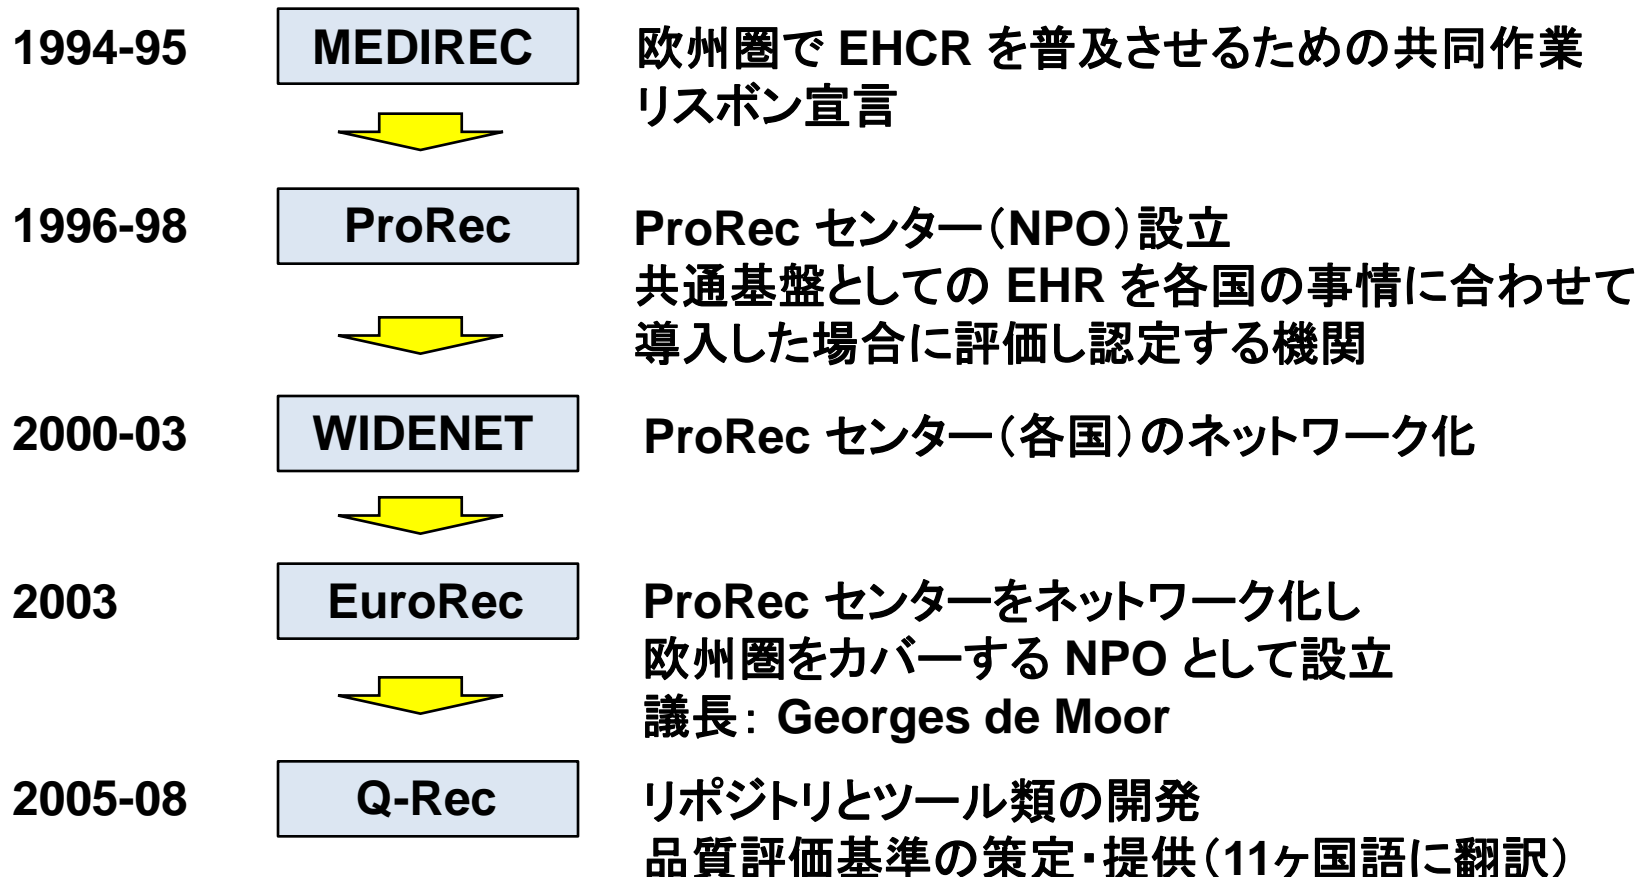 1994-95 MEDIREC 欧州圏で EHCR を普及させるための共同作業
リスボン宣言
1996-98 ProRec ProRec センター（NPO）設立
共通基盤としての EHR を各国の事情に合わせて
導入した場合に評価し認定する機関
2000-03 WIDENET ProRec センター（各国）のネットワーク化
2003 EuroRec ProRec センターをネットワーク化し
欧州圏をカバーする NPO として設立
議長： Georges de Moor
2005-08 Q-Rec リポジトリとツール類の開発
品質評価基準の策定・提供（11ヶ国語に翻訳）